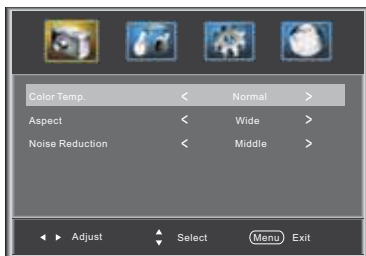 Color Temp. < Normal >
Aspect < Wide >
Noise Reduction < Middle >
Adjust Select Menu Exit